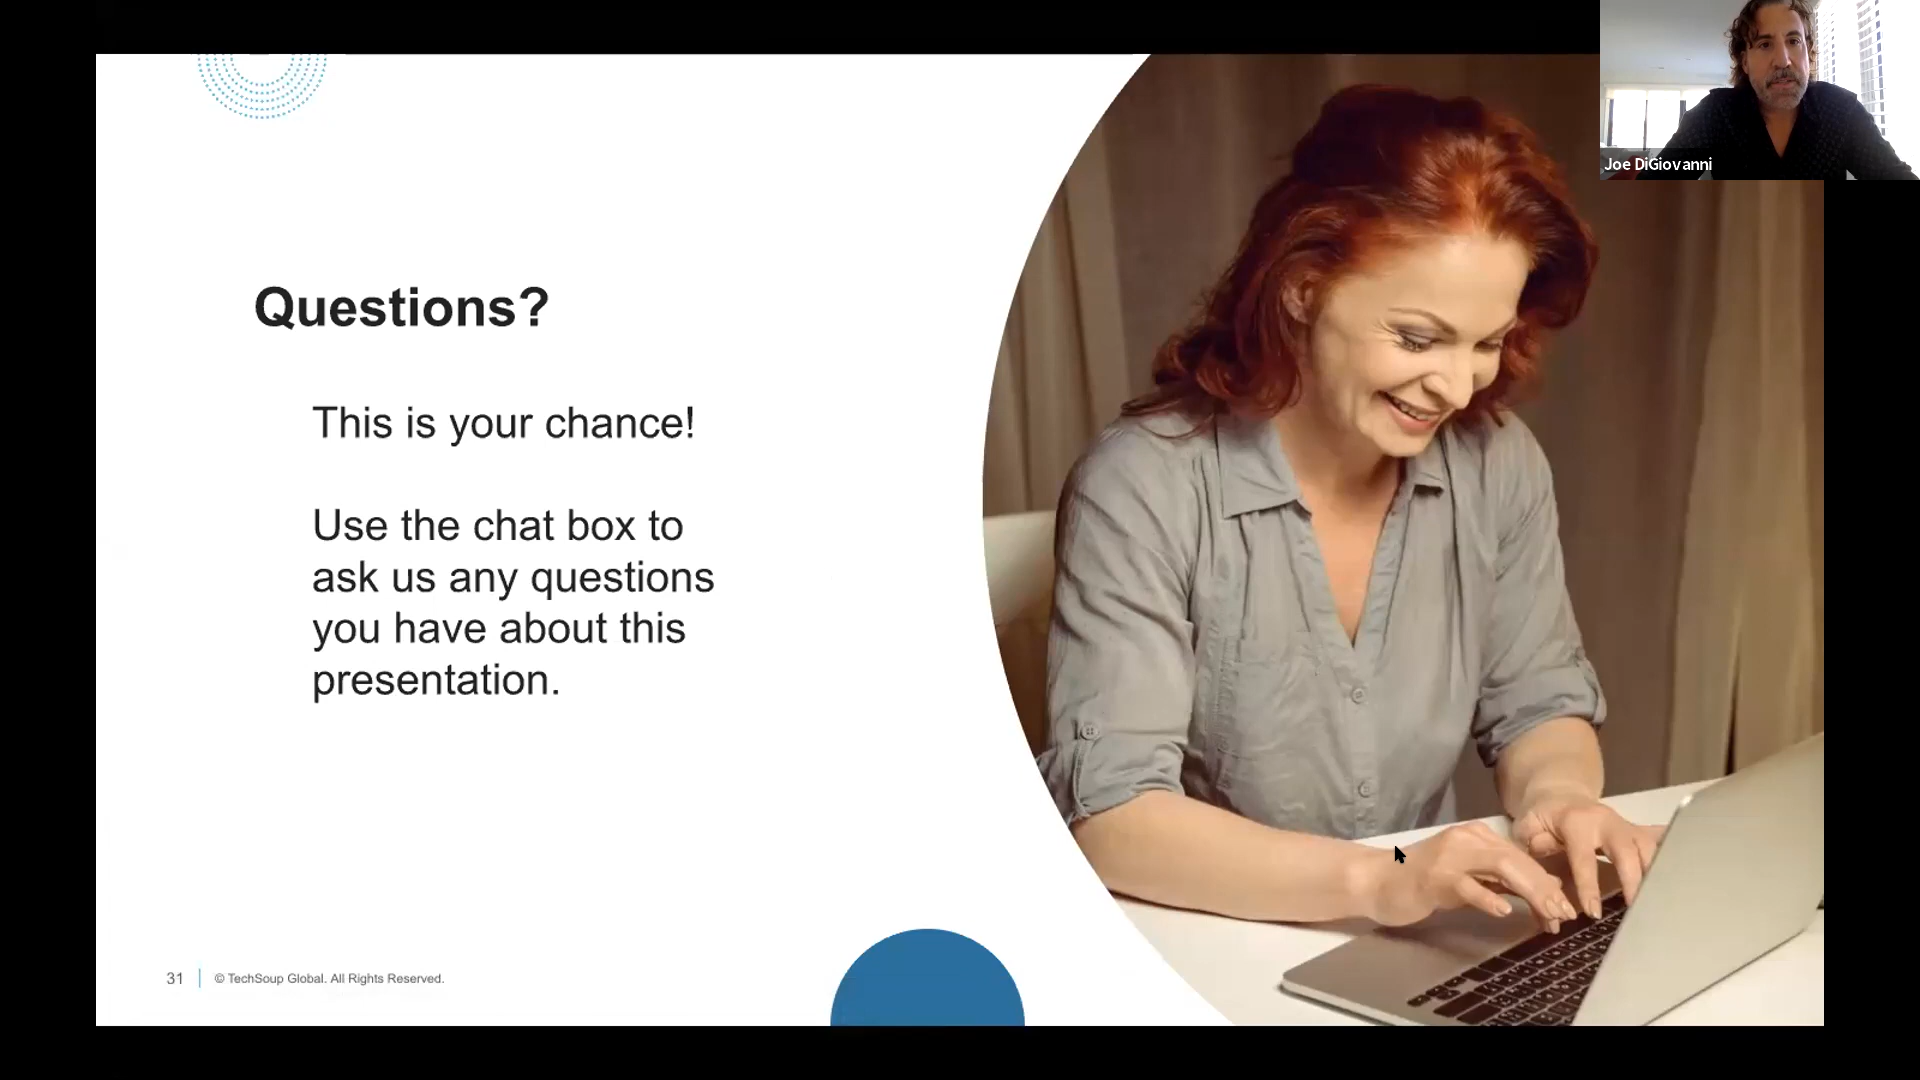 Joe DiGiovanni
Questions?
This is your chance!
Use the chat box to
ask us any questions
you have about this
presentation.
31
© TechSoup Global. All Rights Reserved.